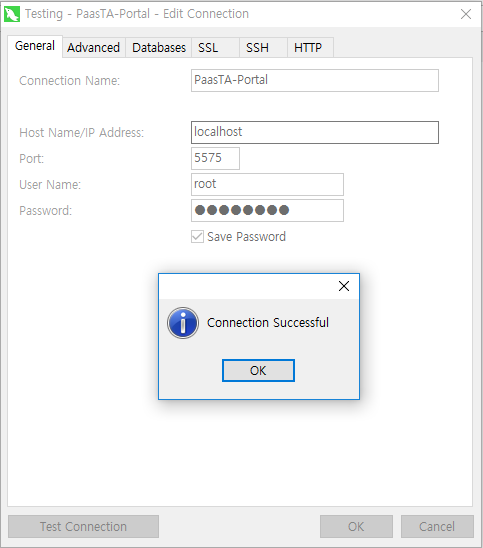 Testing - PaasTA-Portal - Edit Connection
General Advanced Databases SSL SSH HTTP
Connection Name: PaasTA-Portal
Host Name/IP Address: localhost
Port: 5575
User Name: root
Password: ●●●●●●●●
Save Password
Connection Successful
OK
Test Connection OK Cancel